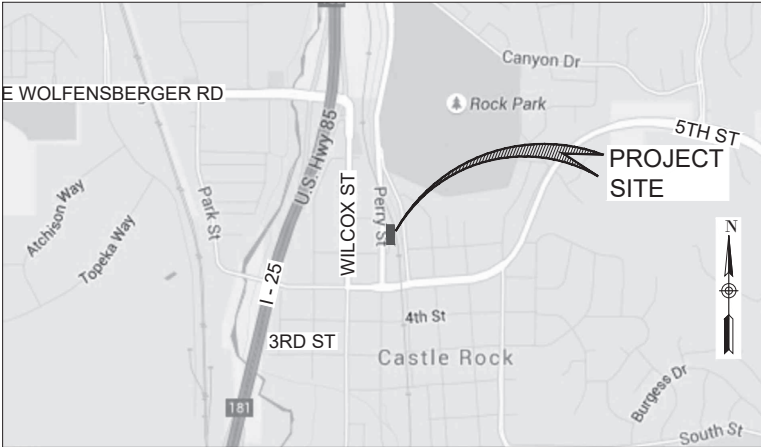 Canyon Dr
E WOLFENSBERGER RD
Rock Park
U.S. Hwy 85
5TH ST
PROJECT
SITE
Atchison Way
Park St
WILCOX ST
Perry St
Topeka Way
N
I - 25
4th St
3RD ST
Castle Rock
Burgess Dr
181
South St